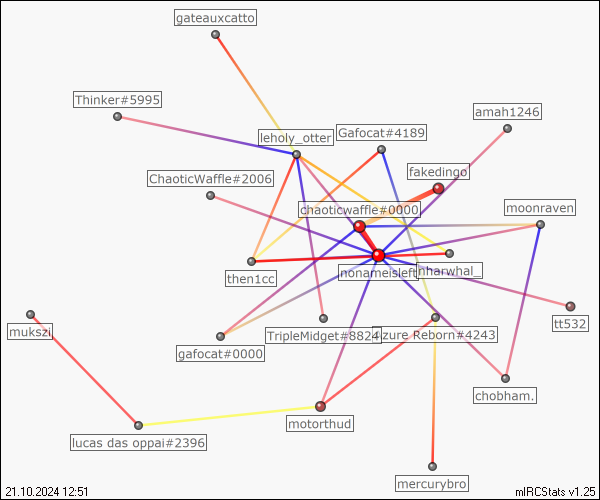 gateauxcatto
Thinker#5995
amah1246
leholy_otter
Gafocat#4189
fakedingo
ChaoticWaffle#2006
chaoticwaffle#0000
moonraven
then1cc
nonameisleft
nharwhal_
mukszi
gafocat#0000
TripleMidget#8824
Azure Reborn#4243
tt532
chobham.
motorthud
lucas das oppai#2396
mercurybro
21.10.2024 12:51
mIRCStats v1.25